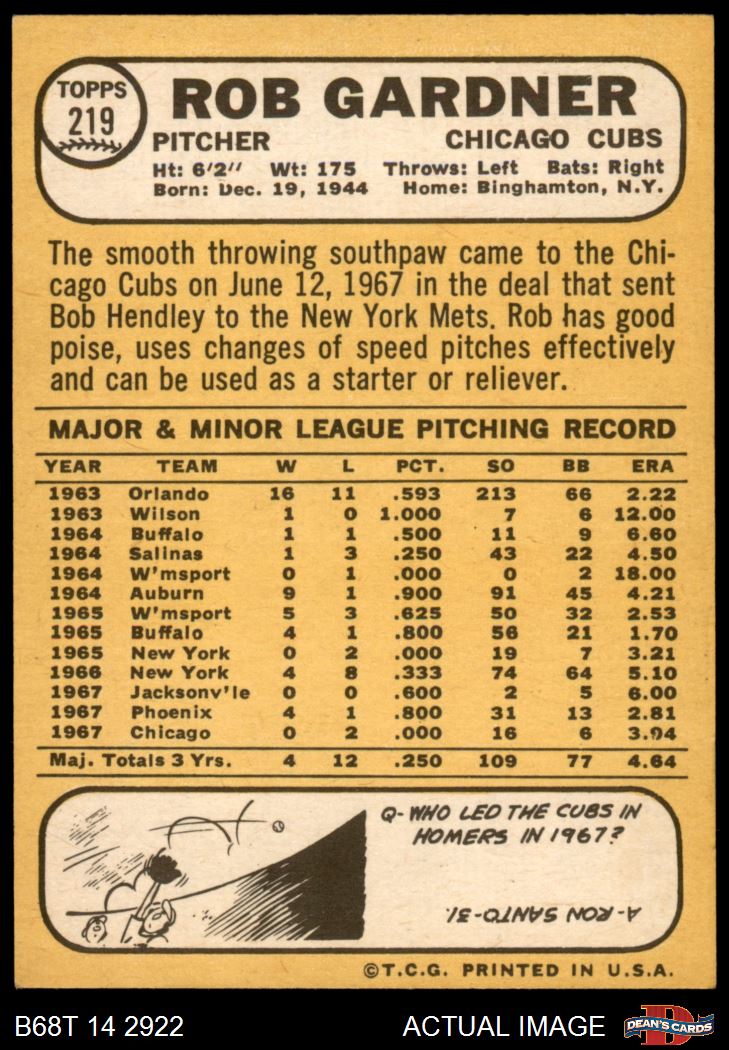 TOPPS
219
ROB GARDNER
PITCHER CHICAGO CUBS
Ht: 6'2" Wt: 175 Throws: Left Bats: Right
Born: Dec. 19, 1944 Home: Binghamton, N.Y.
The smooth throwing southpaw came to the Chi-
cago Cubs on June 12, 1967 in the deal that sent
Bob Hendley to the New York Mets. Rob has good
poise, uses changes of speed pitches effectively
and can be used as a starter or reliever.
MAJOR & MINOR LEAGUE PITCHING RECORD
YEAR TEAM W L PCT. SO BB ERA
1963 Orlando 16 11 .593 213 66 2.22
1963 Wilson 1 0 1.000 7 6 12.00
1964 Buffalo 1 1 .500 11 9 6.60
1964 Salinas 1 3 .250 43 22 4.50
1964 W'msport 0 1 .000 0 2 18.00
1964 Auburn 9 1 .900 91 45 4.21
1965 W'msport 5 3 .625 50 32 2.53
1965 Buffalo 4 1 .800 56 21 1.70
1965 New York 0 2 .000 19 7 3.21
1966 New York 4 8 .333 74 64 5.10
1967 Jacksonv'le 0 0 .600 2 5 6.00
1967 Phoenix 4 1 .800 31 13 2.81
1967 Chicago 0 2 .000 16 6 3.94
Maj. Totals 3 Yrs. 4 12 .250 109 77 4.64
Q-WHO LED THE CUBS IN
HOMERS IN 1967?
A-RON SANTO-31.
©T.C.G. PRINTED IN U.S.A.
B68T 14 2922 ACTUAL IMAGE
D
DEAN'S CARDS